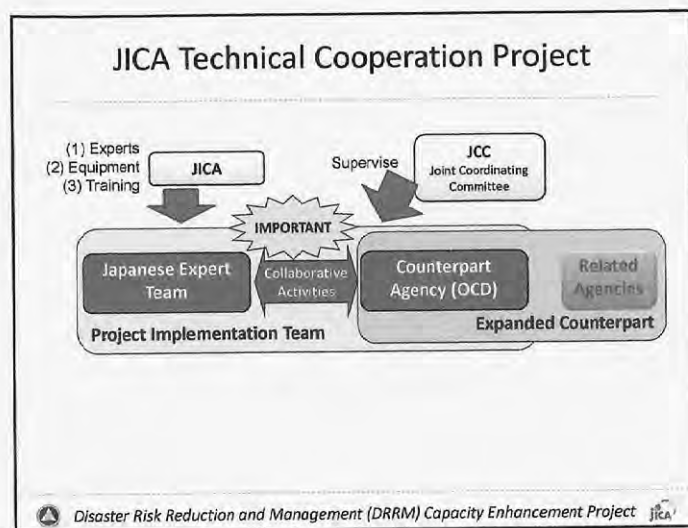 JICA Technical Cooperation Project
(1) Experts
(2) Equipment
(3) Training
JICA
Supervise
JCC
Joint Coordinating
Committee
IMPORTANT
Japanese Expert
Team
Collaborative
Activities
Counterpart
Agency (OCD)
Related
Agencies
Project Implementation Team
Expanded Counterpart
Disaster Risk Reduction and Management (DRRM) Capacity Enhancement Project
JICA